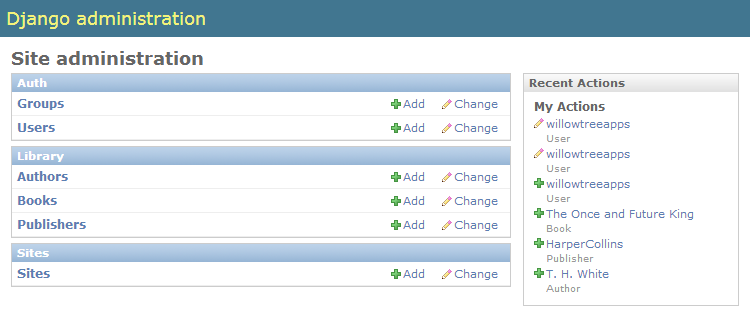 Django administration
Site administration
Auth
Groups Add Change
Users Add Change
Library
Authors Add Change
Books Add Change
Publishers Add Change
Sites
Sites Add Change
Recent Actions
My Actions
willowtreeapps
User
willowtreeapps
User
willowtreeapps
User
The Once and Future King
Book
HarperCollins
Publisher
T. H. White
Author